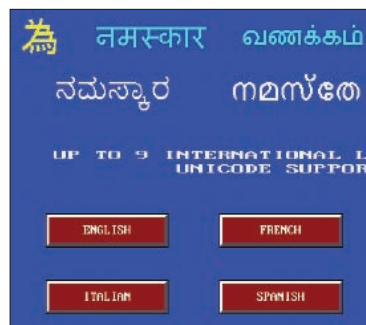 為 नमस्कार வணக்கம்
ನಮಸ್ಕಾರ നമസ്തേ
UP TO 9 INTERNATIONAL L
UNICODE SUPPOR
ENGLISH FRENCH
ITALIAN SPANISH